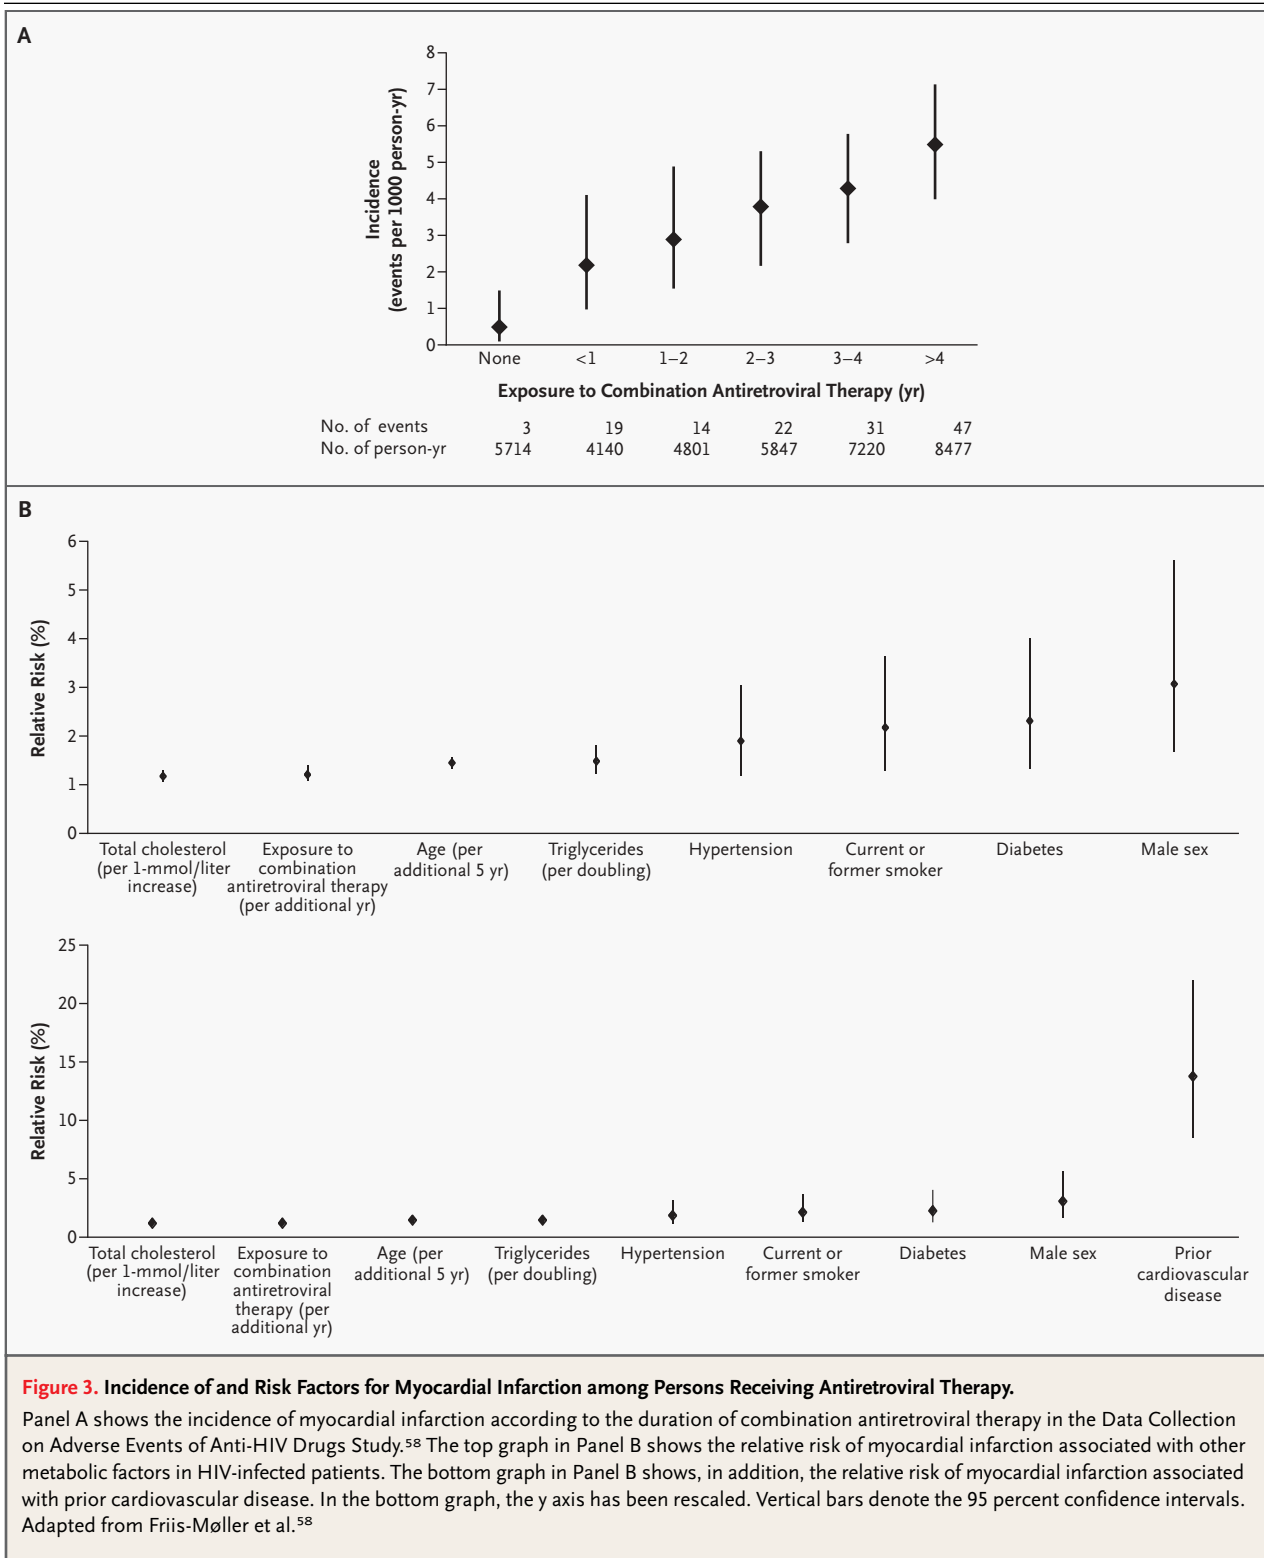 A
8
7
6
5
4
3
2
1
0
Incidence
(events per 1000 person-yr)
None <1 1–2 2–3 3–4 >4
Exposure to Combination Antiretroviral Therapy (yr)
No. of events 3 19 14 22 31 47
No. of person-yr 5714 4140 4801 5847 7220 8477
B
6
5
4
3
2
1
0
Relative Risk (%)
Total cholesterol
(per 1-mmol/liter
increase)
Exposure to
combination
antiretroviral therapy
(per additional yr)
Age (per
additional 5 yr)
Triglycerides
(per doubling)
Hypertension
Current or
former smoker
Diabetes
Male sex
25
20
15
10
5
0
Relative Risk (%)
Total cholesterol
(per 1-mmol/liter
increase)
Exposure to
combination
antiretroviral
therapy (per
additional yr)
Age (per
additional 5 yr)
Triglycerides
(per doubling)
Hypertension
Current or
former smoker
Diabetes
Male sex
Prior
cardiovascular
disease
Figure 3. Incidence of and Risk Factors for Myocardial Infarction among Persons Receiving Antiretroviral Therapy.
Panel A shows the incidence of myocardial infarction according to the duration of combination antiretroviral therapy in the Data Collection
on Adverse Events of Anti-HIV Drugs Study.⁵⁸ The top graph in Panel B shows the relative risk of myocardial infarction associated with other
metabolic factors in HIV-infected patients. The bottom graph in Panel B shows, in addition, the relative risk of myocardial infarction associated
with prior cardiovascular disease. In the bottom graph, the y axis has been rescaled. Vertical bars denote the 95 percent confidence intervals.
Adapted from Friis-Møller et al.⁵⁸